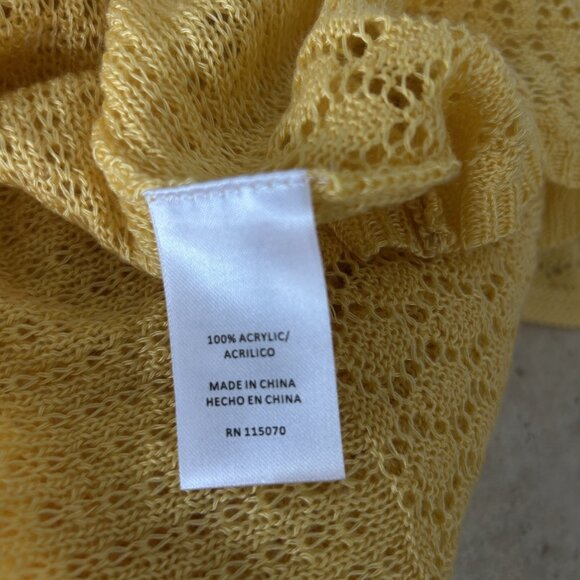 100% ACRYLIC/
ACRILICO
MADE IN CHINA
HECHO EN CHINA
RN 115070